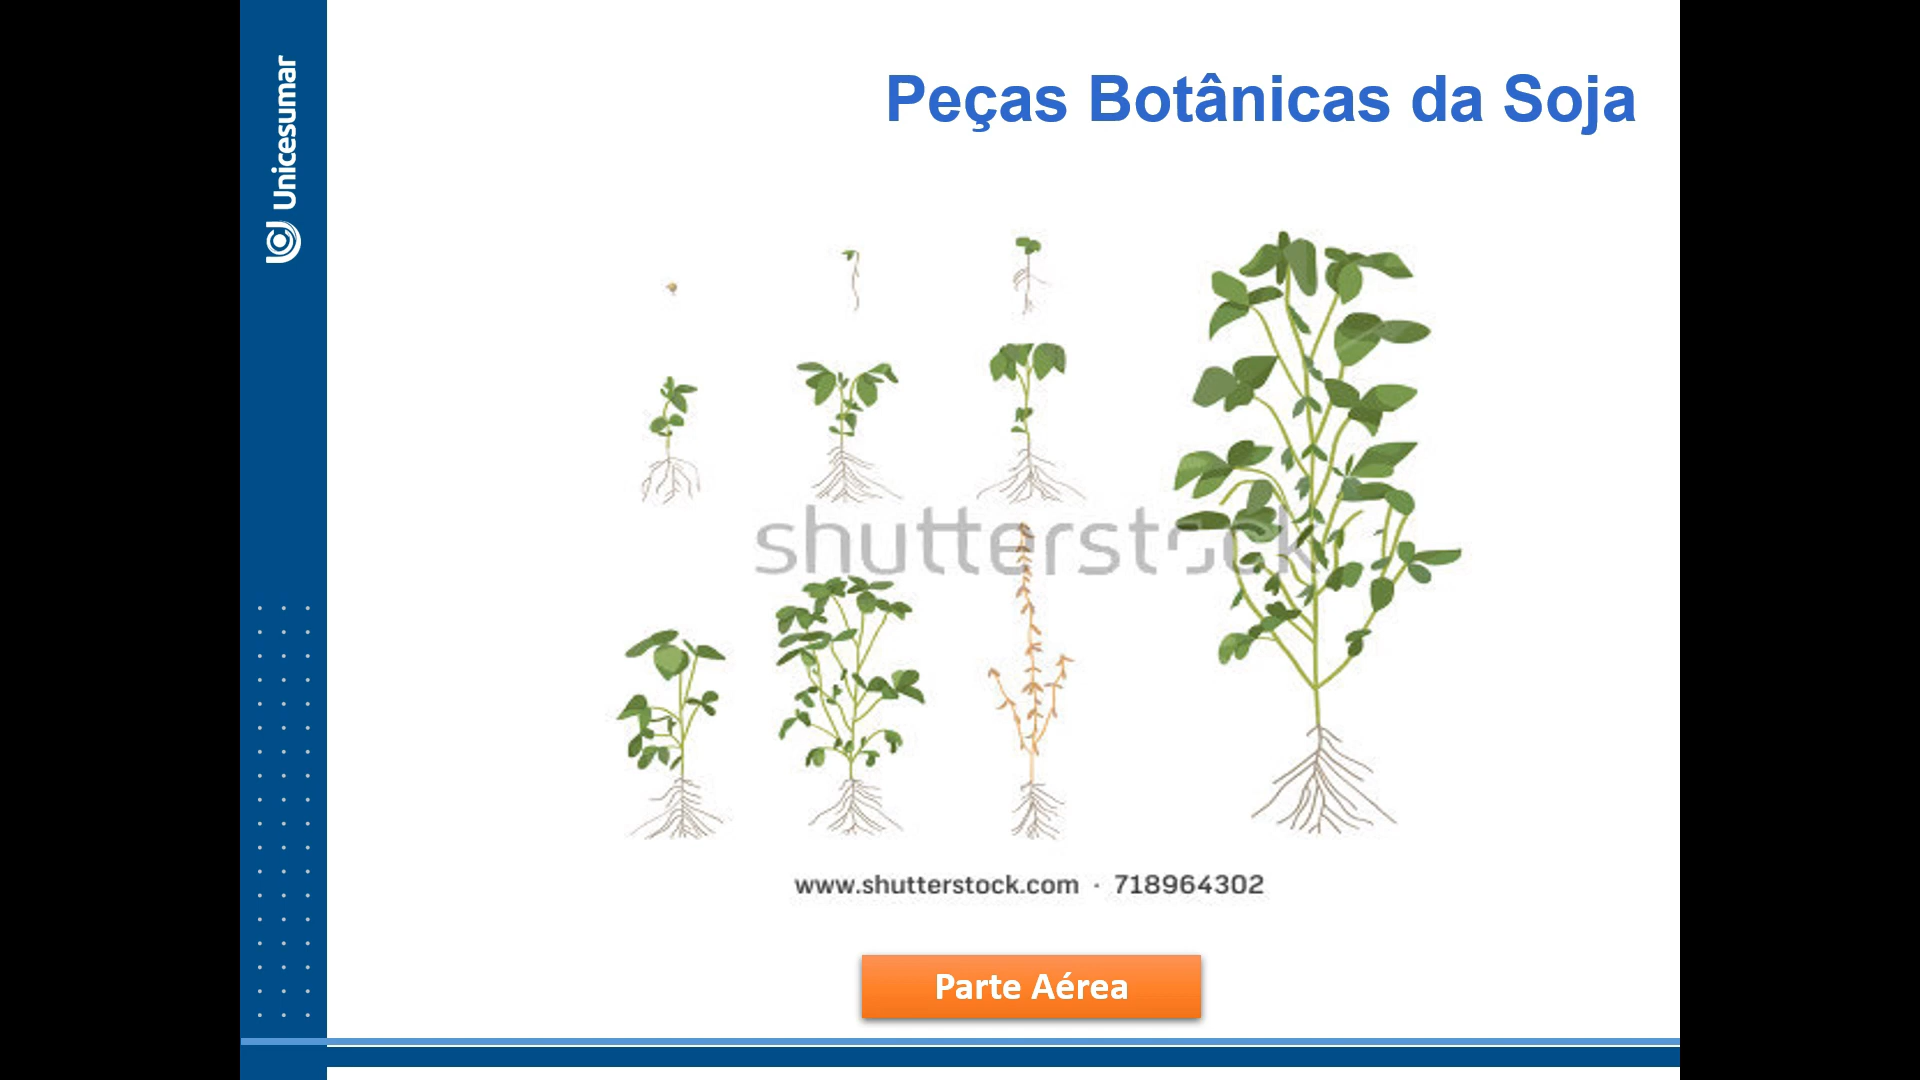 Unicesumar
Peças Botânicas da Soja
shutterstock
www.shutterstock.com · 718964302
Parte Aérea